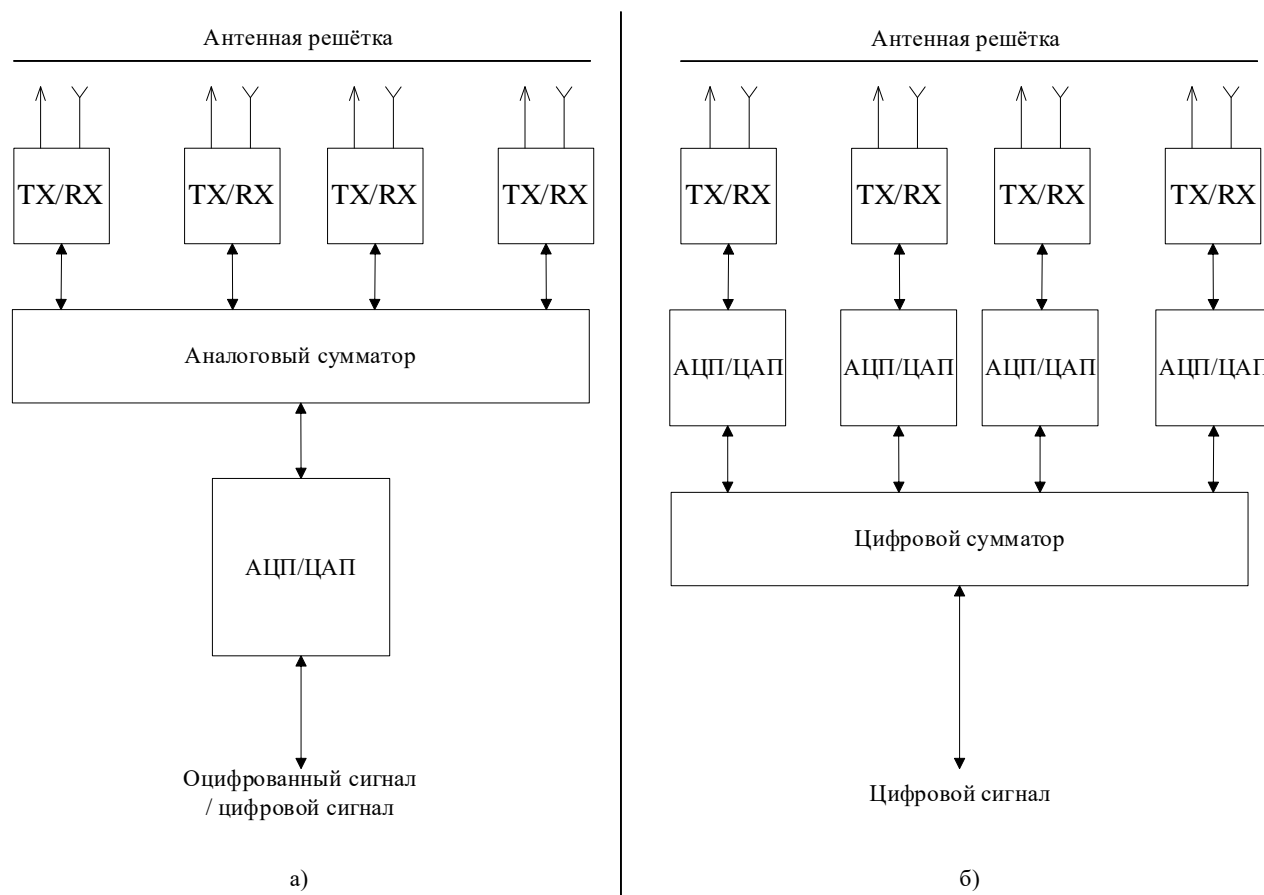 Антенная решётка
TX/RX
TX/RX
TX/RX
TX/RX
Аналоговый сумматор
АЦП/ЦАП
Оцифрованный сигнал
/ цифровой сигнал
а)
Антенная решётка
TX/RX
TX/RX
TX/RX
TX/RX
АЦП/ЦАП
АЦП/ЦАП
АЦП/ЦАП
АЦП/ЦАП
Цифровой сумматор
Цифровой сигнал
б)